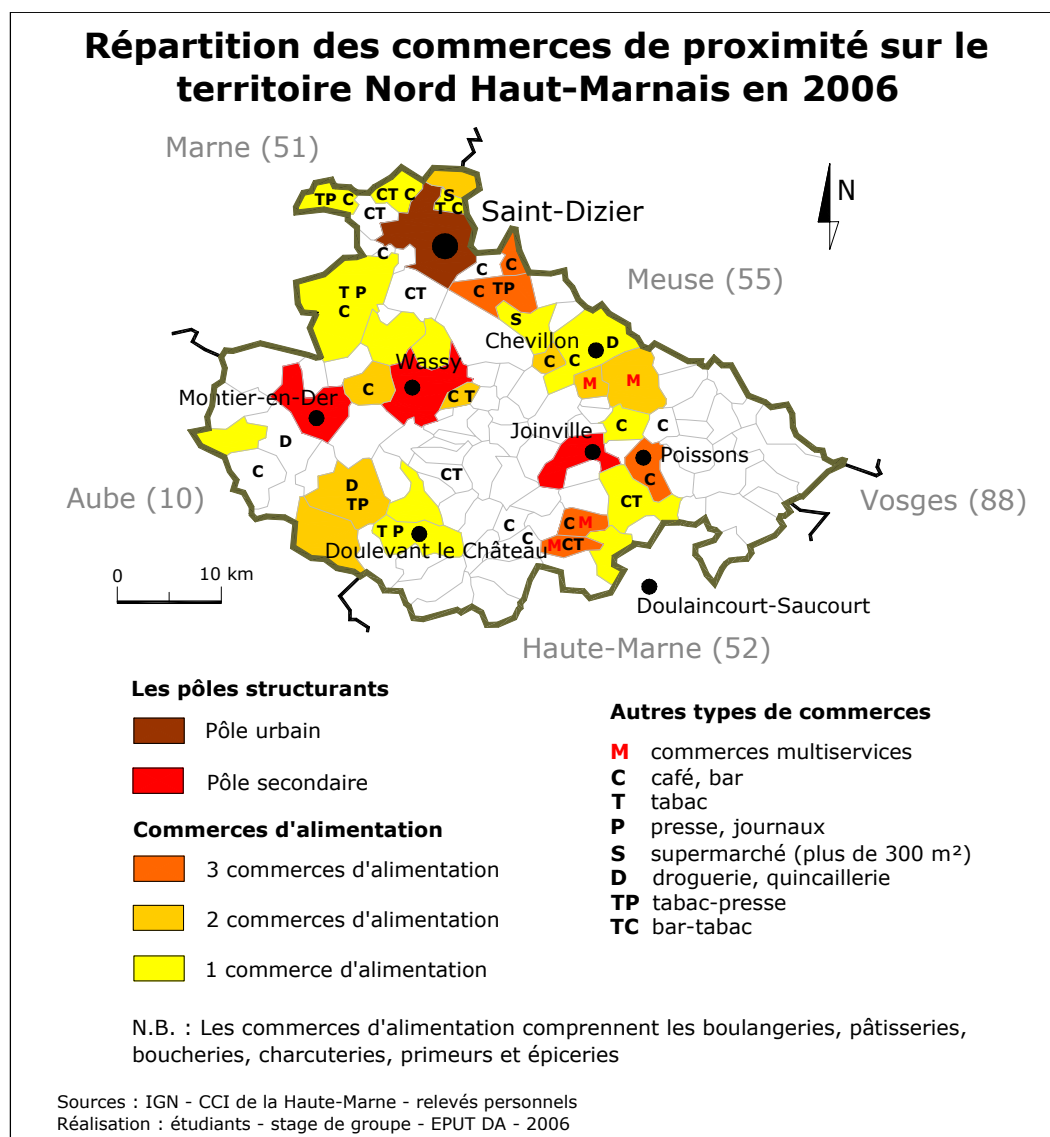 Répartition des commerces de proximité sur le
territoire Nord Haut-Marnais en 2006
Marne (51)
N
TP C
CT C
CT
S
T C
Saint-Dizier
C
C
C
Meuse (55)
CT
C TP
T P
C
S
Chevillon
D
C
C
Wassy
M
M
C
C T
Montier-en-Der
D
C
Joinville
C
C
Poissons
C
Aube (10)
CT
Vosges (88)
D
TP
CT
C
C
C M
M CT
T P
Doulevant le Château
0 10 km
Doulaincourt-Saucourt
Haute-Marne (52)
Les pôles structurants
Pôle urbain
Pôle secondaire
Commerces d'alimentation
3 commerces d'alimentation
2 commerces d'alimentation
1 commerce d'alimentation
Autres types de commerces
M commerces multiservices
C café, bar
T tabac
P presse, journaux
S supermarché (plus de 300 m²)
D droguerie, quincaillerie
TP tabac-presse
TC bar-tabac
N.B. : Les commerces d'alimentation comprennent les boulangeries, pâtisseries,
boucheries, charcuteries, primeurs et épiceries
Sources : IGN - CCI de la Haute-Marne - relevés personnels
Réalisation : étudiants - stage de groupe - EPUT DA - 2006